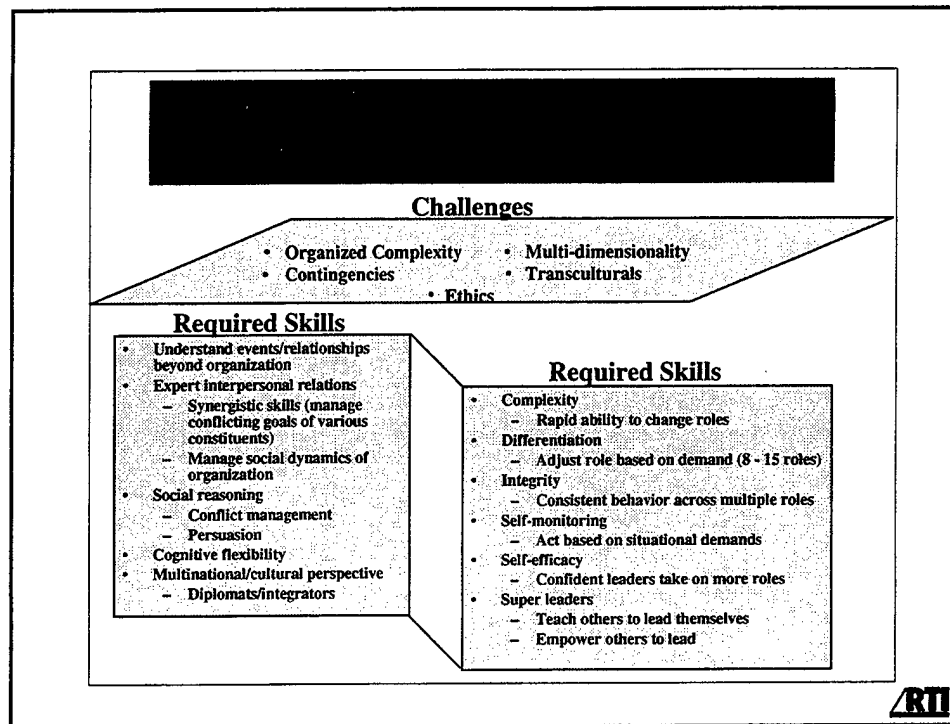 Challenges
• Organized Complexity • Multi-dimensionality
• Contingencies • Transculturals
• Ethics
Required Skills
• Understand events/relationships
beyond organization
• Expert interpersonal relations
– Synergistic skills (manage
conflicting goals of various
constituents)
– Manage social dynamics of
organization
• Social reasoning
– Conflict management
– Persuasion
• Cognitive flexibility
• Multinational/cultural perspective
– Diplomats/integrators
Required Skills
• Complexity
– Rapid ability to change roles
• Differentiation
– Adjust role based on demand (8 - 15 roles)
• Integrity
– Consistent behavior across multiple roles
• Self-monitoring
– Act based on situational demands
• Self-efficacy
– Confident leaders take on more roles
• Super leaders
– Teach others to lead themselves
– Empower others to lead
RTI